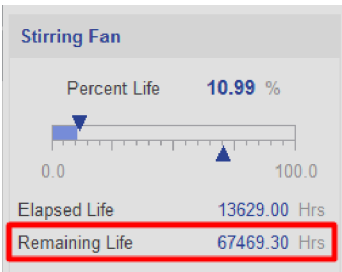 Stirring Fan
Percent Life 10.99 %
0.0 100.0
Elapsed Life 13629.00 Hrs
Remaining Life 67469.30 Hrs